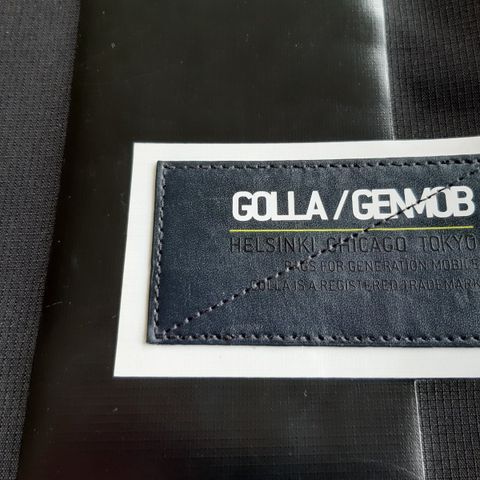 GOLLA / GENMOB
HELSINKI CHICAGO TOKYO
BAGS FOR GENERATION MOBILE
GOLLA IS A REGISTERED TRADEMARK